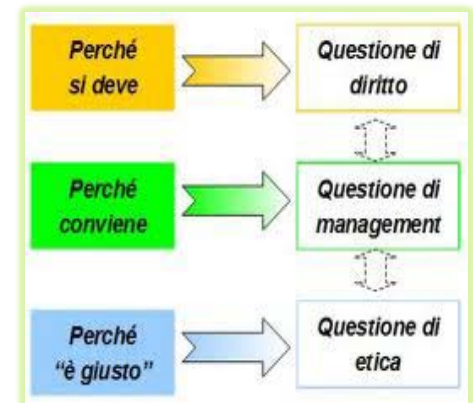 Perché
si deve
Questione di
diritto
Perché
conviene
Questione di
management
Perché
“è giusto”
Questione di
etica